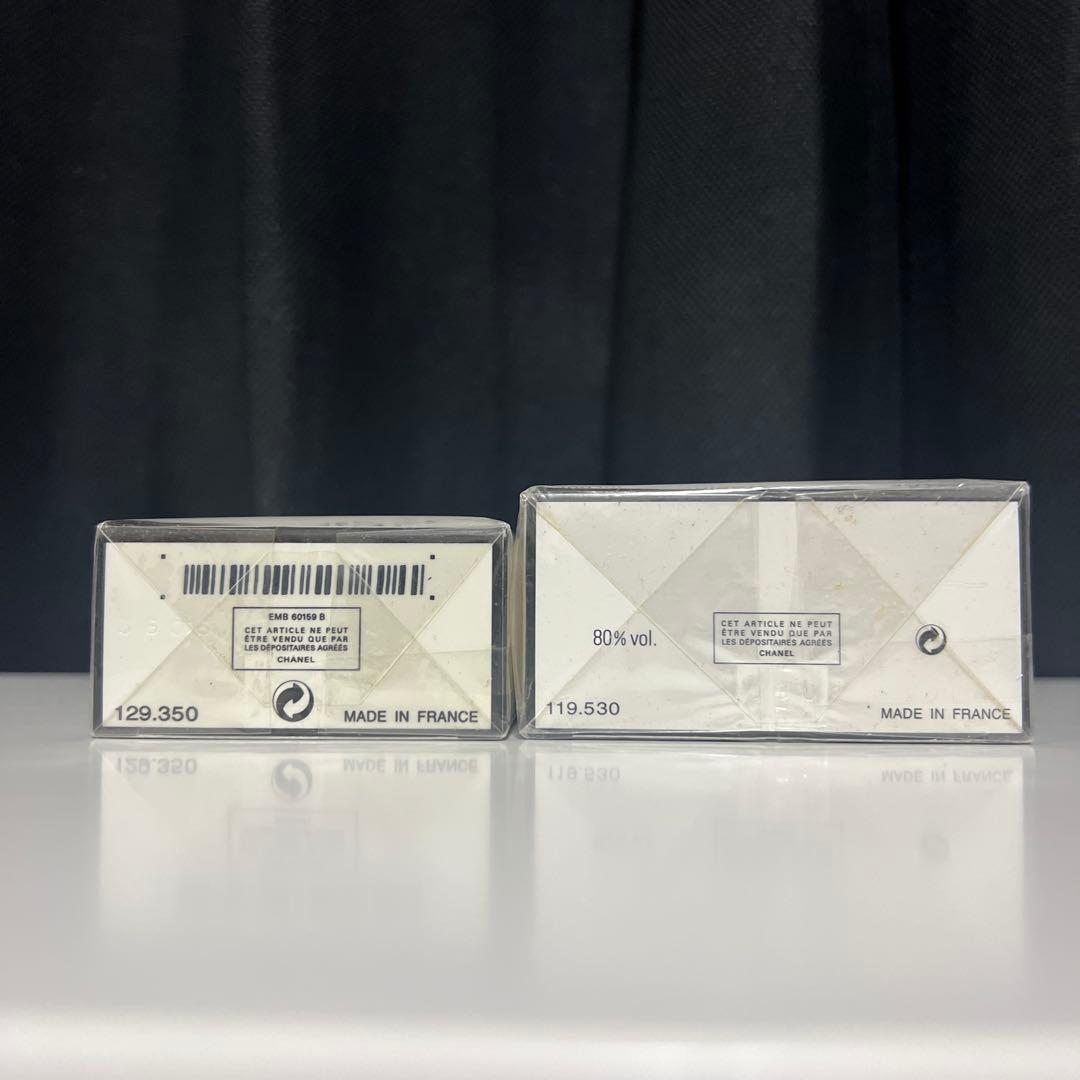 EMB 60159 B
CET ARTICLE NE PEUT
ÊTRE VENDU QUE PAR
LES DÉPOSITAIRES AGRÉÉS
CHANEL
129.350
MADE IN FRANCE
80% vol.
CET ARTICLE NE PEUT
ÊTRE VENDU QUE PAR
LES DÉPOSITAIRES AGRÉÉS
CHANEL
119.530
MADE IN FRANCE